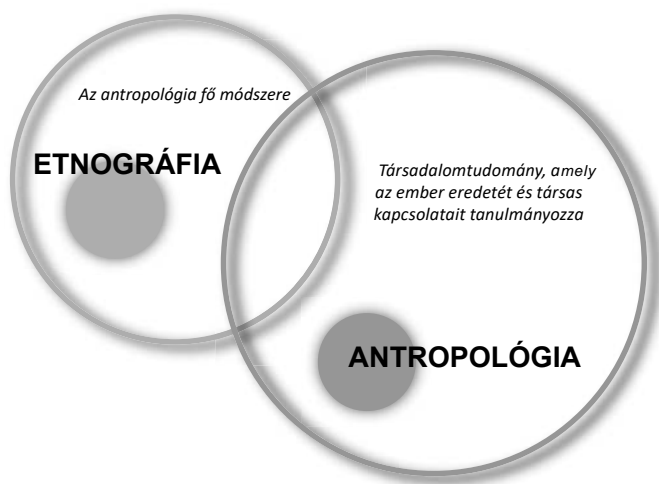 Az antropológia fő módszere
ETNOGRÁFIA
Társadalomtudomány, amely
az ember eredetét és társas
kapcsolatait tanulmányozza
ANTROPOLÓGIA